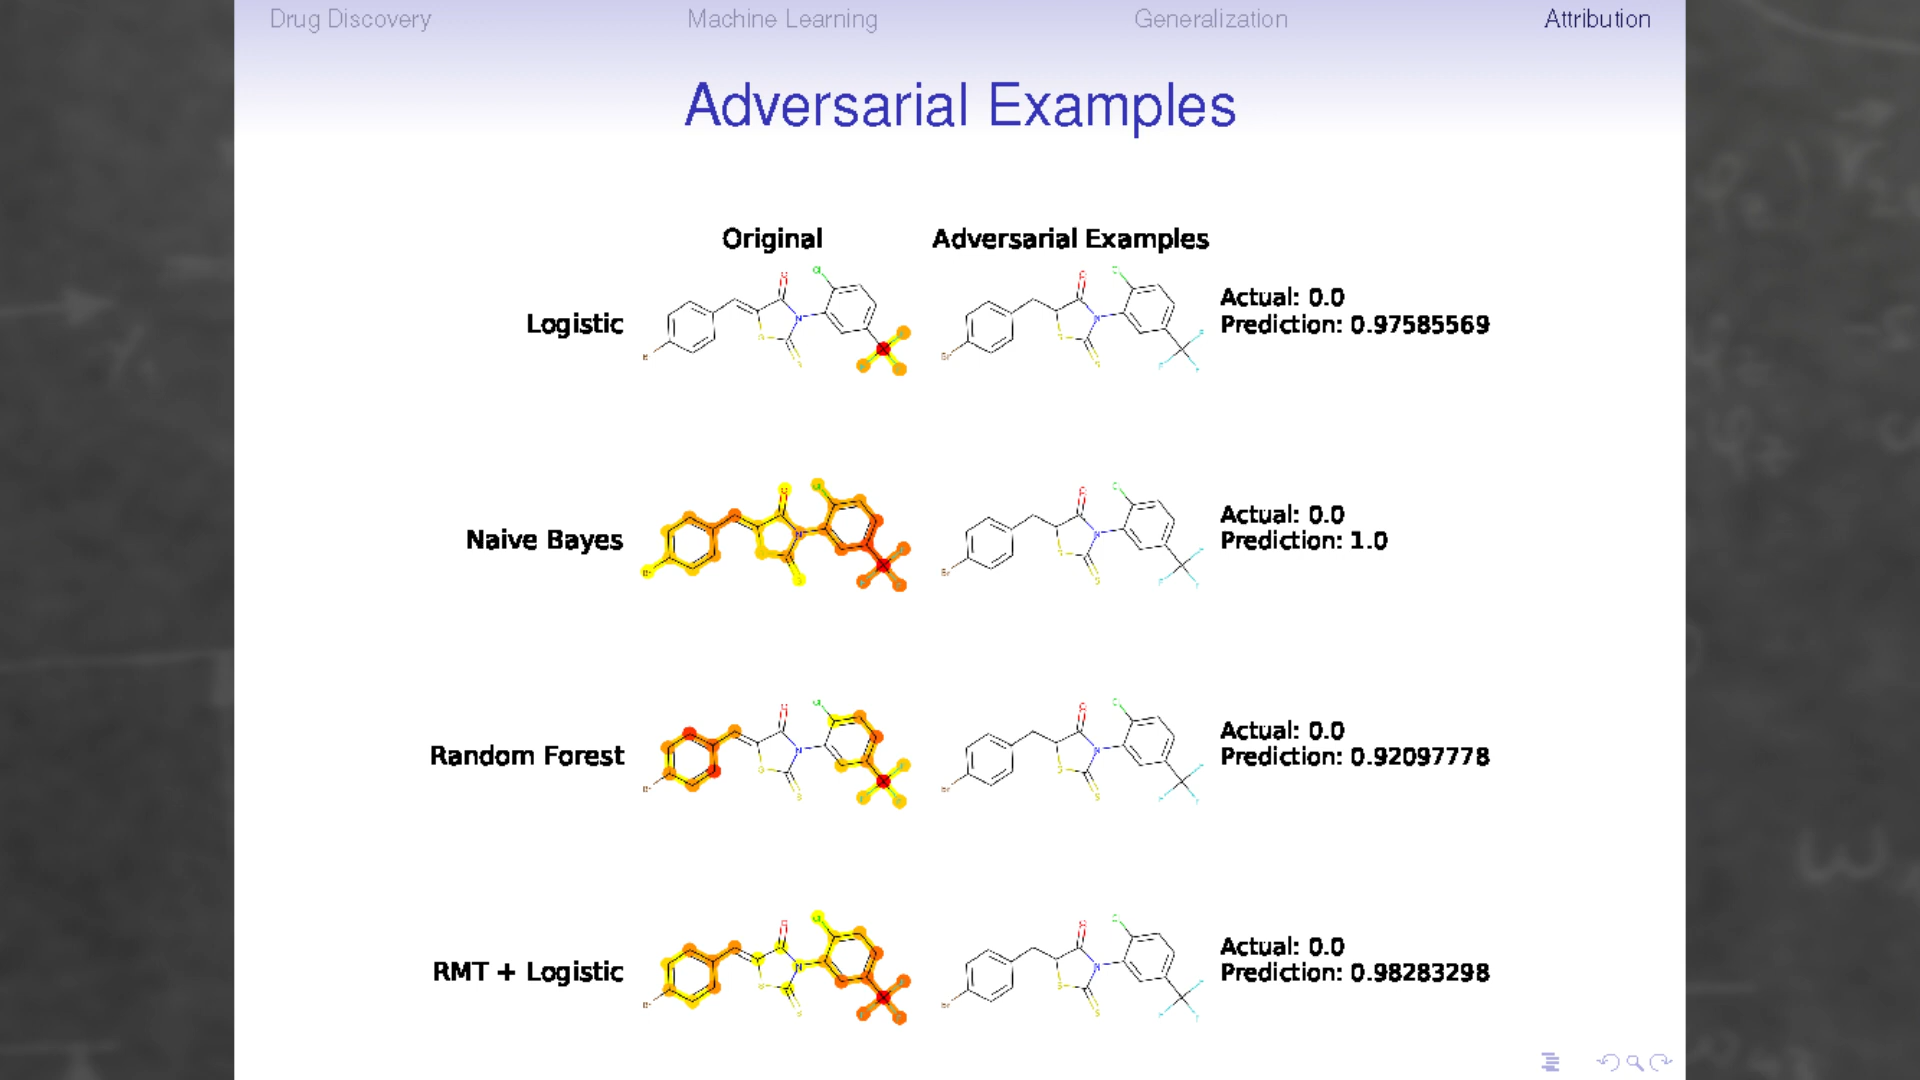 Drug Discovery Machine Learning Generalization Attribution
Adversarial Examples
Original Adversarial Examples
Logistic
Actual: 0.0
Prediction: 0.97585569
Naive Bayes
Actual: 0.0
Prediction: 1.0
Random Forest
Actual: 0.0
Prediction: 0.92097778
RMT + Logistic
Actual: 0.0
Prediction: 0.98283298